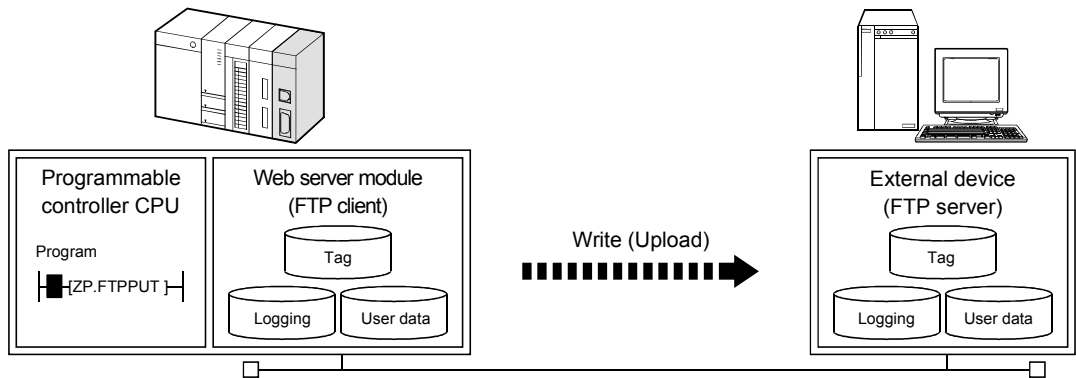 Programmable
controller CPU
Program
[ZP.FTPPUT ]
Web server module
(FTP client)
Tag
Logging
User data
Write (Upload)
External device
(FTP server)
Tag
Logging
User data